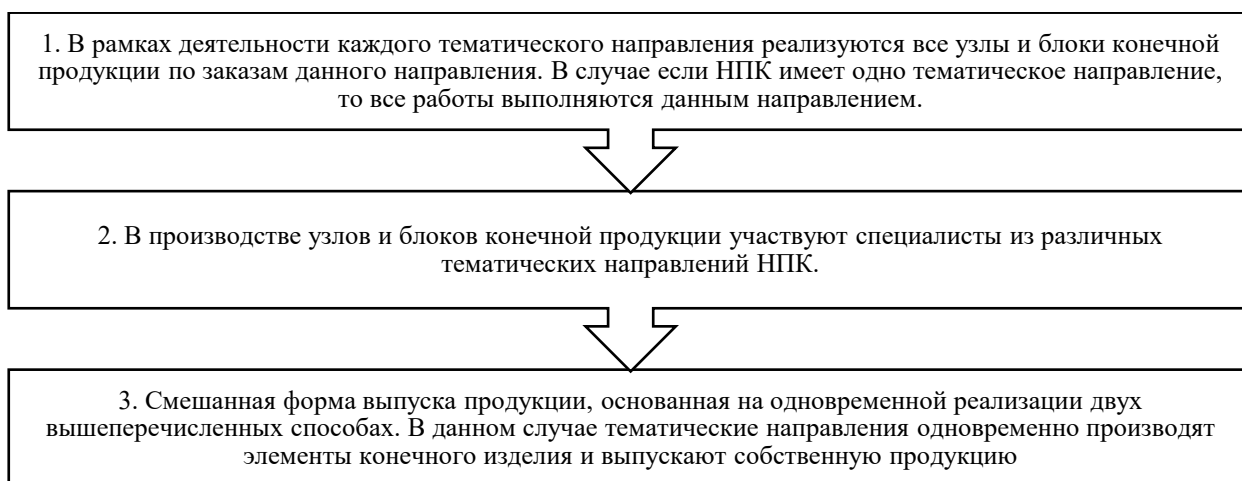 1. В рамках деятельности каждого тематического направления реализуются все узлы и блоки конечной
продукции по заказам данного направления. В случае если НПК имеет одно тематическое направление,
то все работы выполняются данным направлением.
2. В производстве узлов и блоков конечной продукции участвуют специалисты из различных
тематических направлений НПК.
3. Смешанная форма выпуска продукции, основанная на одновременной реализации двух
вышеперечисленных способах. В данном случае тематические направления одновременно производят
элементы конечного изделия и выпускают собственную продукцию